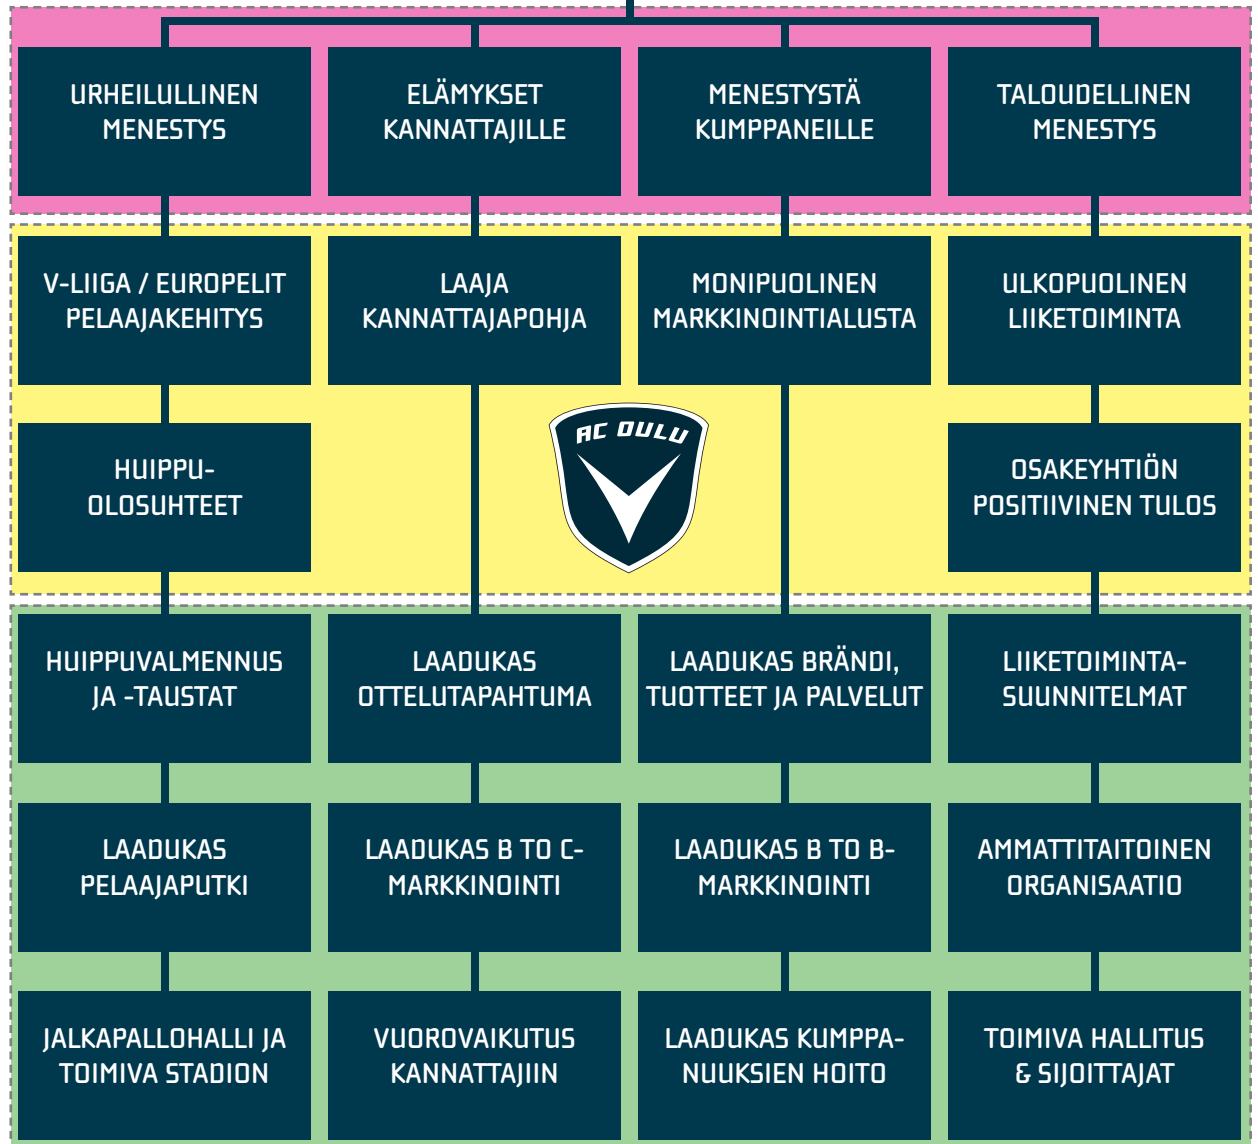 URHEILULLINEN
MENESTYS
ELÄMYKSET
KANNATTAJILLE
MENESTYSTÄ
KUMPPANEILLE
TALOUDELLINEN
MENESTYS
V-LIIGA / EUROPELIT
PELAAJAKEHITYS
LAAJA
KANNATTAJAPOHJA
MONIPUOLINEN
MARKKINOINTIALUSTA
ULKOPUOLINEN
LIIKETOIMINTA
HUIPPU-
OLOSUHTEET
AC OULU
OSAKEYHTIÖN
POSITIIVINEN TULOS
HUIPPUVALMENNUS
JA -TAUSTAT
LAADUKAS
OTTELUTAPAHTUMA
LAADUKAS BRÄNDI,
TUOTTEET JA PALVELUT
LIIKETOIMINTA-
SUUNNITELMAT
LAADUKAS
PELAAJAPUTKI
LAADUKAS B TO C-
MARKKINOINTI
LAADUKAS B TO B-
MARKKINOINTI
AMMATTITAITOINEN
ORGANISAATIO
JALKAPALLOHALLI JA
TOIMIVA STADION
VUOROVAIKUTUS
KANNATTAJIIN
LAADUKAS KUMPPA-
NUUKSIEN HOITO
TOIMIVA HALLITUS
& SIJOITTAJAT